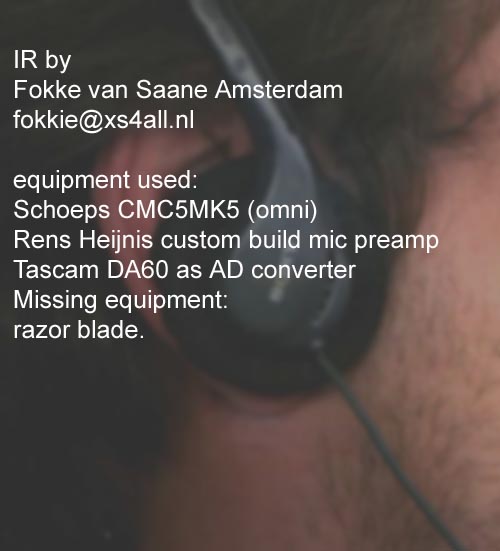 IR by
Fokke van Saane Amsterdam
fokkie@xs4all.nl
equipment used:
Schoeps CMC5MK5 (omni)
Rens Heijnis custom build mic preamp
Tascam DA60 as AD converter
Missing equipment:
razor blade.